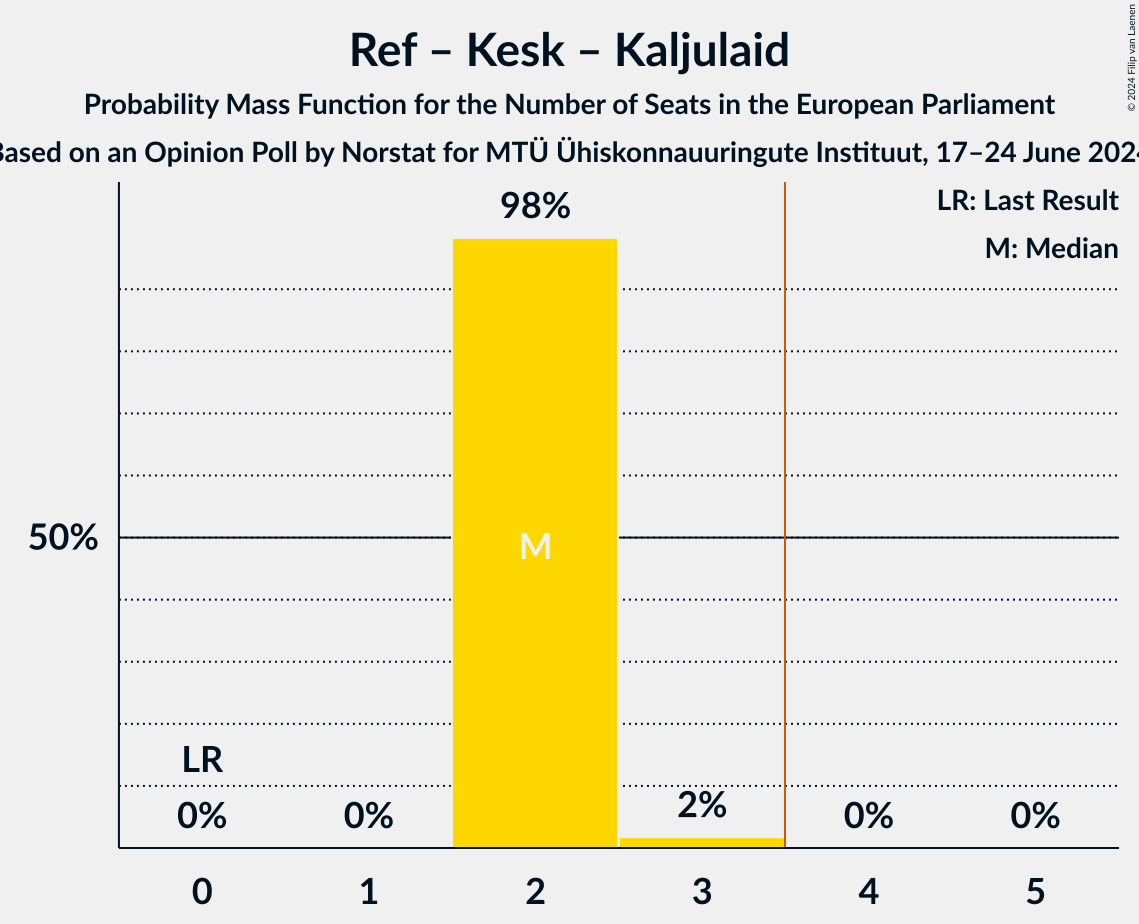 Ref – Kesk – Kaljulaid
Probability Mass Function for the Number of Seats in the European Parliament
Based on an Opinion Poll by Norstat for MTÜ Ühiskonnauuringute Instituut, 17–24 June 2024
© 2024 Filip van Laenen
LR: Last Result
M: Median
98%
50%
M
LR
0%
0%
2%
0%
0%
0
1
2
3
4
5